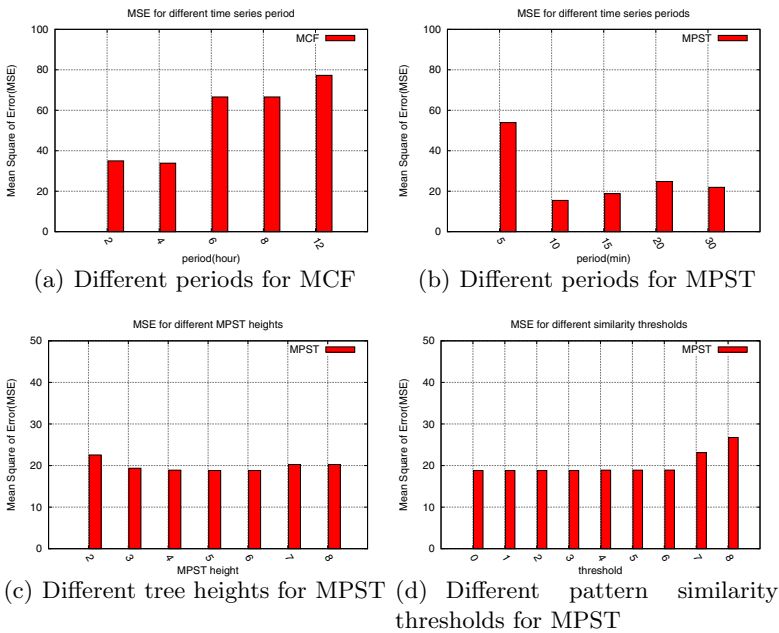 MSE for different time series period
MCF
Mean Square of Error(MSE)
100
80
60
40
20
0
2
4
6
8
12
period(hour)
(a) Different periods for MCF
MSE for different time series periods
MPST
Mean Square of Error(MSE)
100
80
60
40
20
0
5
10
15
20
30
period(min)
(b) Different periods for MPST
MSE for different MPST heights
MPST
Mean Square of Error(MSE)
50
40
30
20
10
0
2
3
4
5
6
7
8
MPST height
(c) Different tree heights for MPST
MSE for different similarity thresholds
MPST
Mean Square of Error(MSE)
50
40
30
20
10
0
0
1
2
3
4
5
6
7
8
threshold
(d) Different pattern similarity
thresholds for MPST